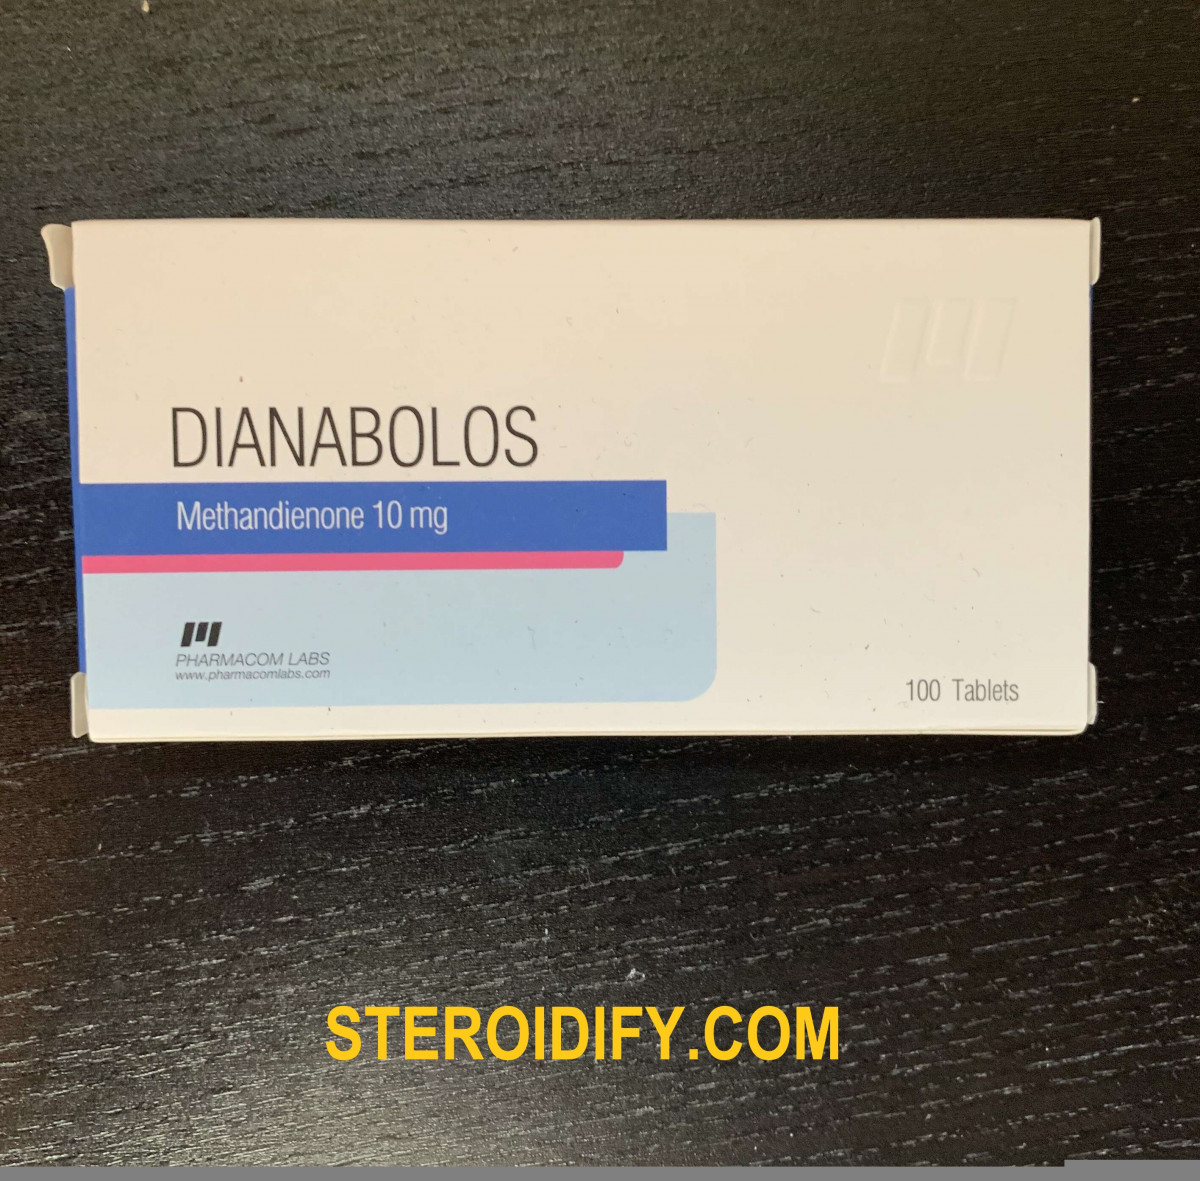 DIANABOLOS
Methandienone 10 mg
PHARMACOM LABS
www.pharmacomlabs.com
100 Tablets
STEROIDIFY.COM